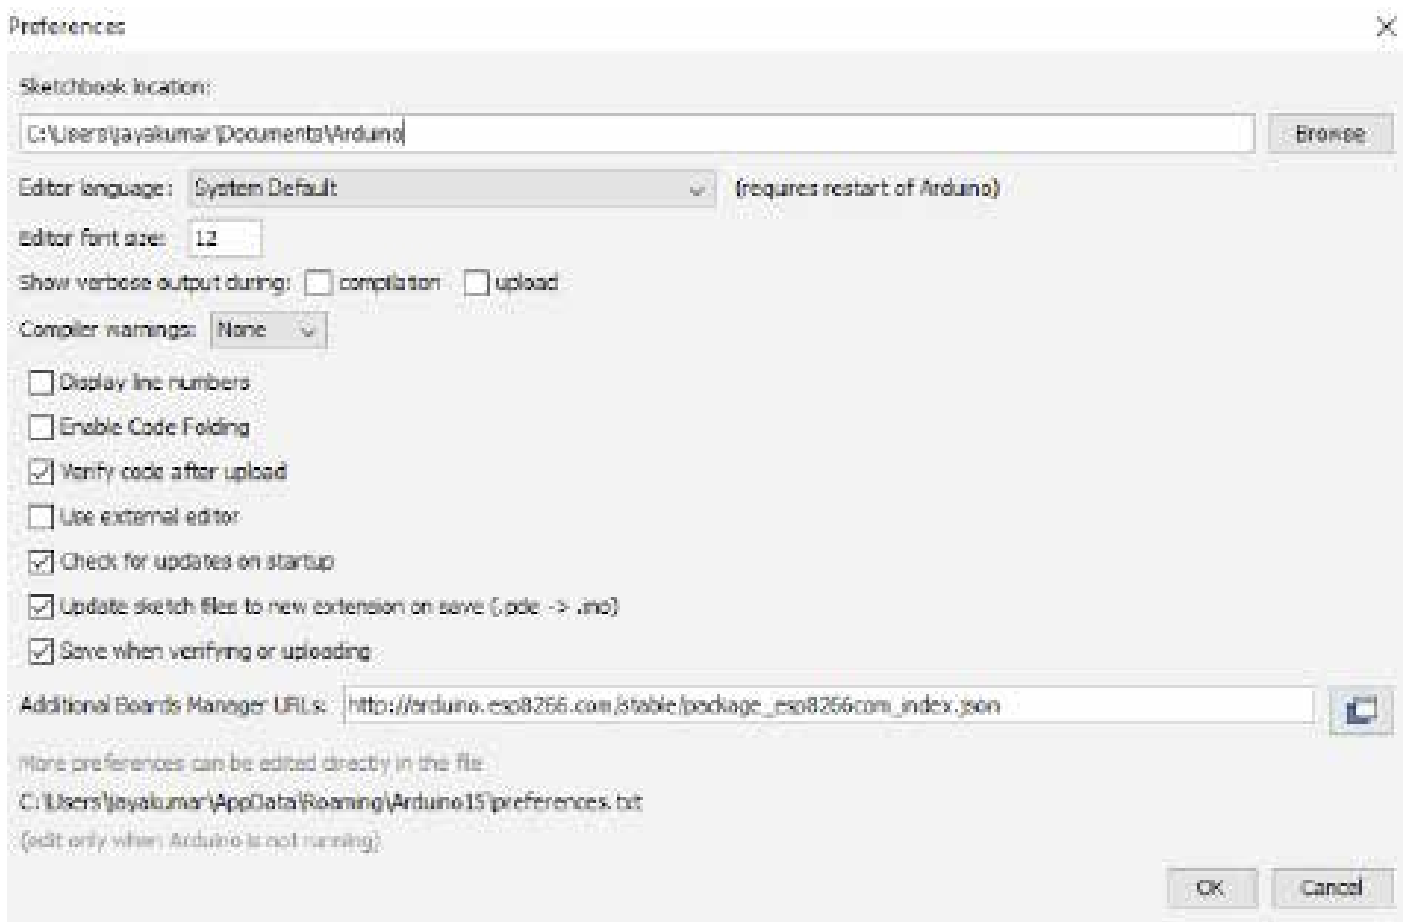 Preferences
Sketchbook location:
C:\Users\jayakumar\Documents\Arduino
Browse
Editor language: System Default (requires restart of Arduino)
Editor font size: 12
Show verbose output during: compilation upload
Compiler warnings: None
Display line numbers
Enable Code Folding
Verify code after upload
Use external editor
Check for updates on startup
Update sketch files to new extension on save (.pde -> .ino)
Save when verifying or uploading
Additional Boards Manager URLs: http://arduino.esp8266.com/stable/package_esp8266com_index.json
More preferences can be edited directly in the file
C:\Users\jayakumar\AppData\Roaming\Arduino15\preferences.txt
(edit only when Arduino is not running)
OK Cancel